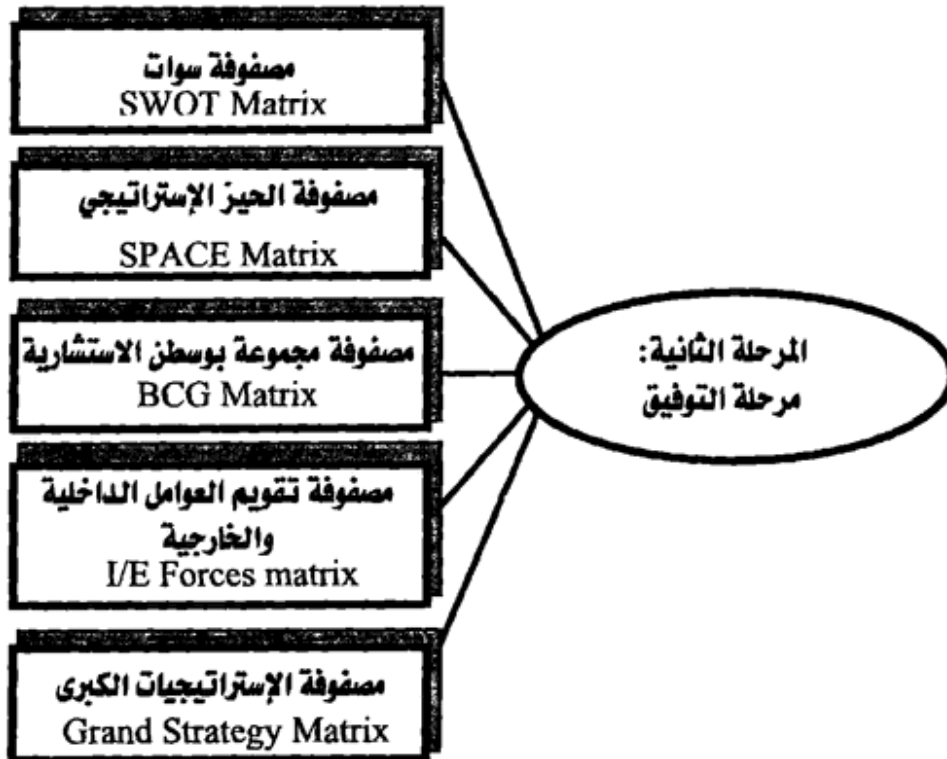 مصفوفة سوات
SWOT Matrix
مصفوفة الحيز الإستراتيجي
SPACE Matrix
مصفوفة مجموعة بوسطن الاستشارية
BCG Matrix
مصفوفة تقويم العوامل الداخلية
والخارجية
I/E Forces matrix
مصفوفة الإستراتيجيات الكبرى
Grand Strategy Matrix
المرحلة الثانية:
مرحلة التوفيق